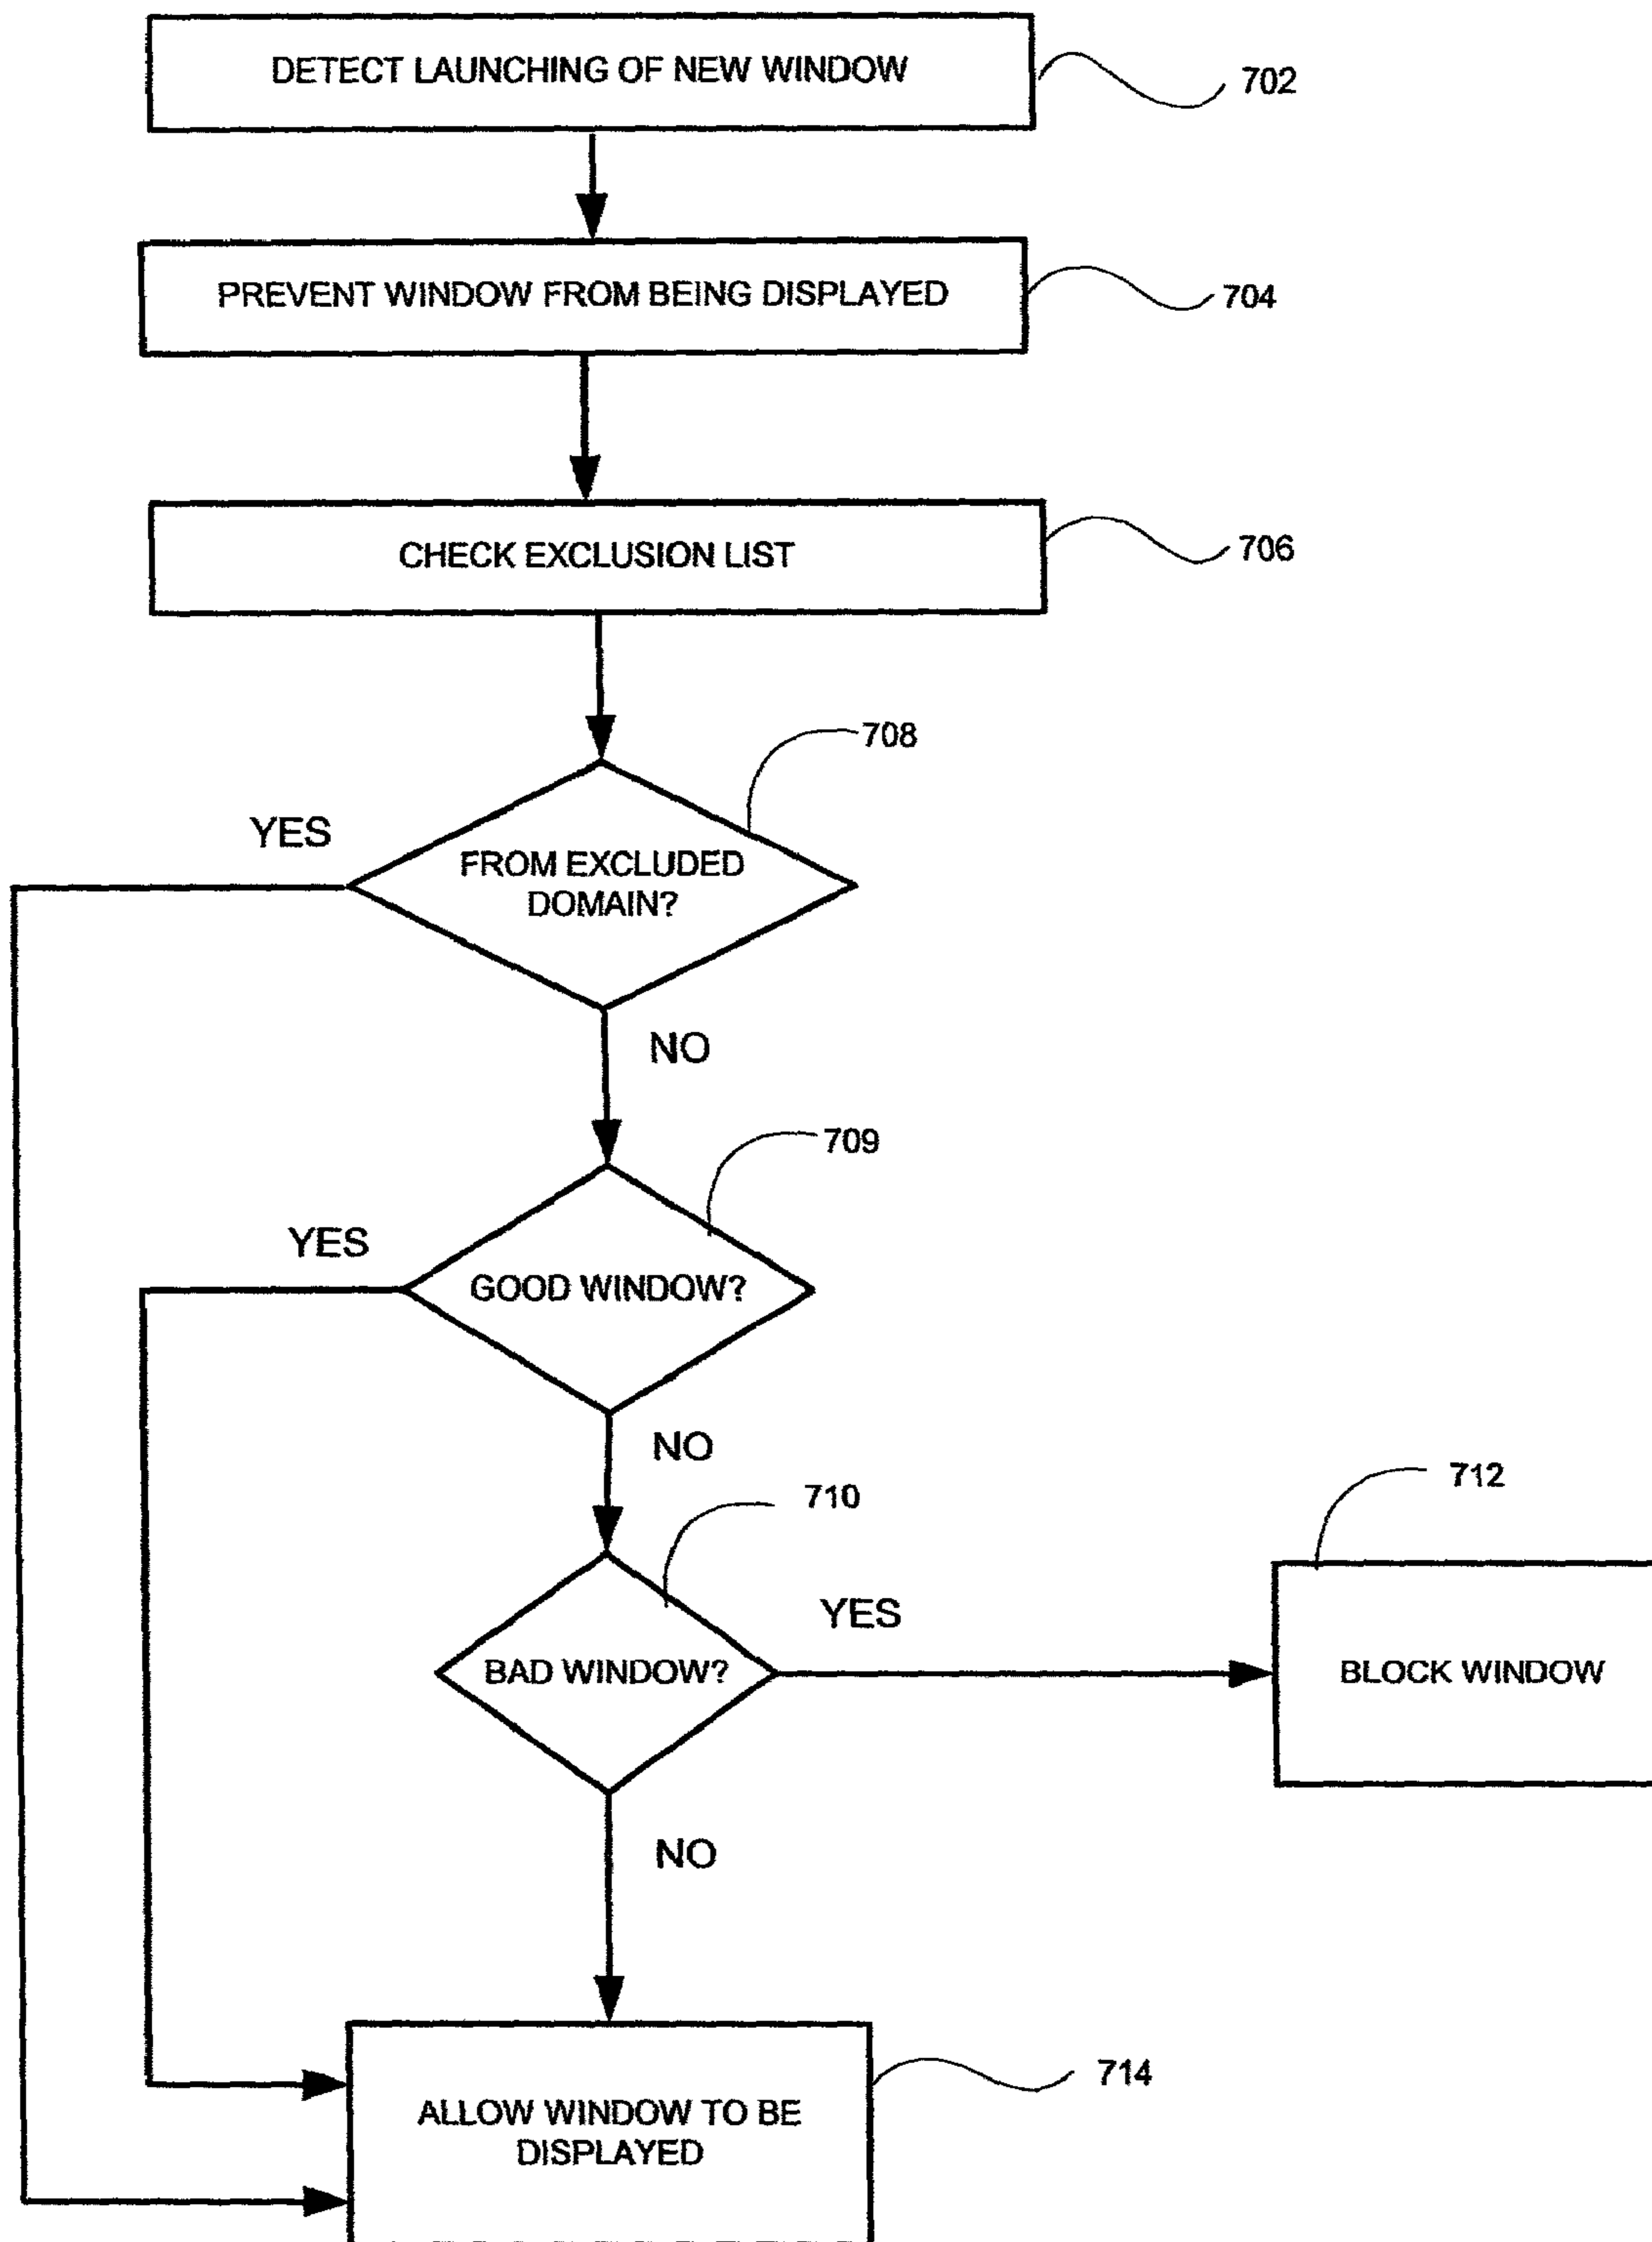 DETECT LAUNCHING OF NEW WINDOW
702
PREVENT WINDOW FROM BEING DISPLAYED
704
CHECK EXCLUSION LIST
706
708
YES
FROM EXCLUDED
DOMAIN?
NO
709
YES
GOOD WINDOW?
NO
710
712
YES
BAD WINDOW?
BLOCK WINDOW
NO
714
ALLOW WINDOW TO BE
DISPLAYED